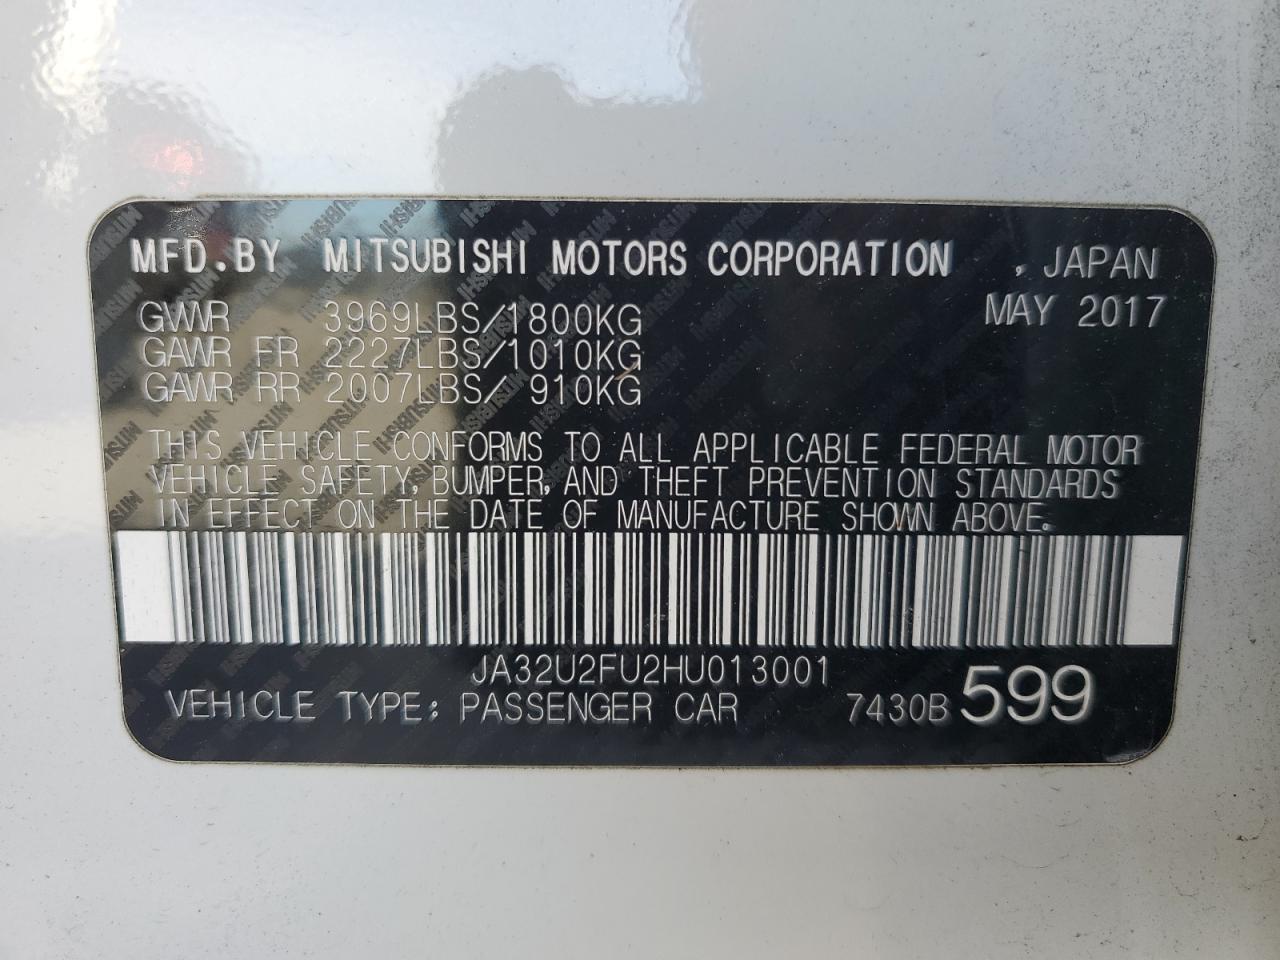 MFD.BY MITSUBISHI MOTORS CORPORATION , JAPAN
MAY 2017
GVWR 3969LBS/1800KG
GAWR FR 2227LBS/1010KG
GAWR RR 2007LBS/ 910KG
THIS VEHICLE CONFORMS TO ALL APPLICABLE FEDERAL MOTOR
VEHICLE SAFETY, BUMPER, AND THEFT PREVENTION STANDARDS
IN EFFECT ON THE DATE OF MANUFACTURE SHOWN ABOVE.
JA32U2FU2HU013001
VEHICLE TYPE: PASSENGER CAR 7430B 599